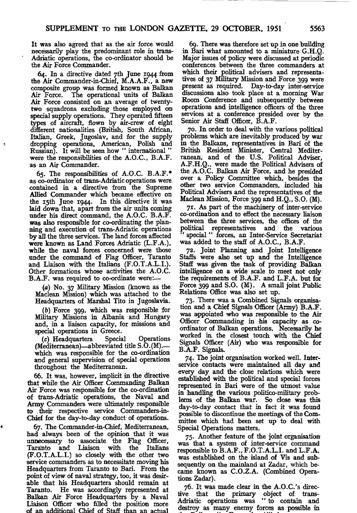 SUPPLEMENT TO THE LONDON GAZETTE, 29 OCTOBER, 1951 5563
It was also agreed that as the air force would
necessarily play the predominant role in trans-
Adriatic operations, the co-ordinator should be
the Air Force Commander.
64. In a directive dated 7th June 1944 from
the Air Commander-in-Chief, M.A.A.F., a new
composite group was formed known as Balkan
Air Force. The operational units of Balkan
Air Force consisted on an average of twenty-
two squadrons excluding those employed on
special supply operations. They operated fifteen
types of aircraft, flown by air-crew of eight
different nationalities (British, South African,
Italian, Greek, Jugoslav, and for the supply
dropping operations, American, Polish and
Russian). It will be seen how " international "
were the responsibilities of the A.O.C., B.A.F.
as an Air Commander.
65. The responsibilities of A.O.C. B.A.F.
as co-ordinator of trans-Adriatic operations were
contained in a directive from the Supreme
Allied Commander which became effective on
the 15th June 1944. In this directive it was
laid down that, apart from the air units coming
under his direct command, the A.O.C. B.A.F.
was also responsible for co-ordinating the plan-
ning and execution of trans-Adriatic operations
by all the three services. The land forces affected
were known as Land Forces Adriatic (L.F.A.),
while the naval forces concerned were those
under the command of Flag Officer, Taranto
and Liaison with the Italians (F.O.T.A.L.I.).
Other formations whose activities the A.O.C.
B.A.F. was required to co-ordinate were:—
(a) No. 37 Military Mission (known as the
Maclean Mission) which was attached to the
Headquarters of Marshal Tito in Jugoslavia.
(b) Force 399, which was responsible for
Military Missions in Albania and Hungary
and, in a liaison capacity, for missions and
special operations in Greece.
(c) Headquarters Special Operations
(Mediterranean)—abbreviated title S.O.(M),—
which was responsible for the co-ordination
and general supervision of special operations
throughout the Mediterranean.
66. It was, however, implicit in the directive
that while the Air Officer Commanding Balkan
Air Force was responsible for the co-ordination
of trans-Adriatic operations, the Naval and
Army Commanders were ultimately responsible
to their respective service Commanders-in-
Chief for the day-to-day conduct of operations.
67. The Commander-in-Chief, Mediterranean,
had always been of the opinion that it was
unnecessary to associate the Flag Officer,
Taranto and Liaison with the Italians
(F.O.T.A.L.I.) so closely with the other two
service commanders as to necessitate moving his
Headquarters from Taranto to Bari. From the
point of view of naval strategy, too, it was desir-
able that his Headquarters should remain at
Taranto. He was accordingly represented at
Balkan Air Force Headquarters by a Naval
Liaison Officer who filled the position more
of an additional Chief of Staff than an actual
69. There was therefore set up in one building
in Bari what amounted to a miniature G.H.Q.
Major issues of policy were discussed at periodic
conferences between the three commanders at
which their political advisers and representa-
tives of 37 Military Mission and Force 399 were
present as required. Day-to-day inter-service
discussions also took place at a morning War
Room Conference and subsequently between
operations and intelligence officers of the three
services at a conference presided over by the
Senior Air Staff Officer, B.A.F.
70. In order to deal with the various political
problems which are inevitably produced by war
in the Balkans, representatives in Bari of the
British Resident Minister, Central Mediter-
ranean, and of the U.S. Political Adviser,
A.F.H.Q., were made the Political Advisers of
the A.O.C. Balkan Air Force, and he presided
over a Policy Committee which, besides the
other two service Commanders, included his
Political Advisers and the representatives of the
Maclean Mission, Force 399 and H.Q., S.O. (M).
71. As part of the machinery of inter-service
co-ordination and to effect the necessary liaison
between the three services, the offices of the
political representatives and the various
" special " forces, an Inter-Service Secretariat
was added to the staff of A.O.C., B.A.F.
72. Joint Planning and Joint Intelligence
Staffs were also set up and the Intelligence
Staff was given the task of providing Balkan
intelligence on a wide scale to meet not only
the requirements of B.A.F. and L.F.A. but for
Force 399 and S.O. (M). A small joint Public
Relations Office was also set up.
73. There was a Combined Signals organisa-
tion and a Chief Signals Officer (Army) B.A.F.
was appointed who was responsible to the Air
Officer Commanding in his capacity as co-
ordinator of Balkan operations. Necessarily he
worked in the closest touch with the Chief
Signals Officer (Air) who was responsible for
B.A.F. Signals.
74. The joint organisation worked well. Inter-
service contacts were maintained all day and
every day and the close relations which were
established with the political and special forces
represented in Bari were of the utmost value
in handling the various politico-military prob-
lems of the Balkan war. So close was this
day-to-day contact that in fact it was found
possible to discontinue the meetings of the Com-
mittee which had been set up to deal with
Special Operations matters.
75. Another feature of the joint organisation
was that a system of inter-service command
responsible to B.A.F., F.O.T.A.L.I. and L.F.A.
was established on the island of Vis and sub-
sequently on the mainland at Zadar, which be-
came known as C.O.Z.A. (Combined Opera-
tions Zadar).
76. It was made clear in the A.O.C.'s direc-
tive that the primary object of trans-
Adriatic operations was " to contain and
destroy as many enemy forces as possible in